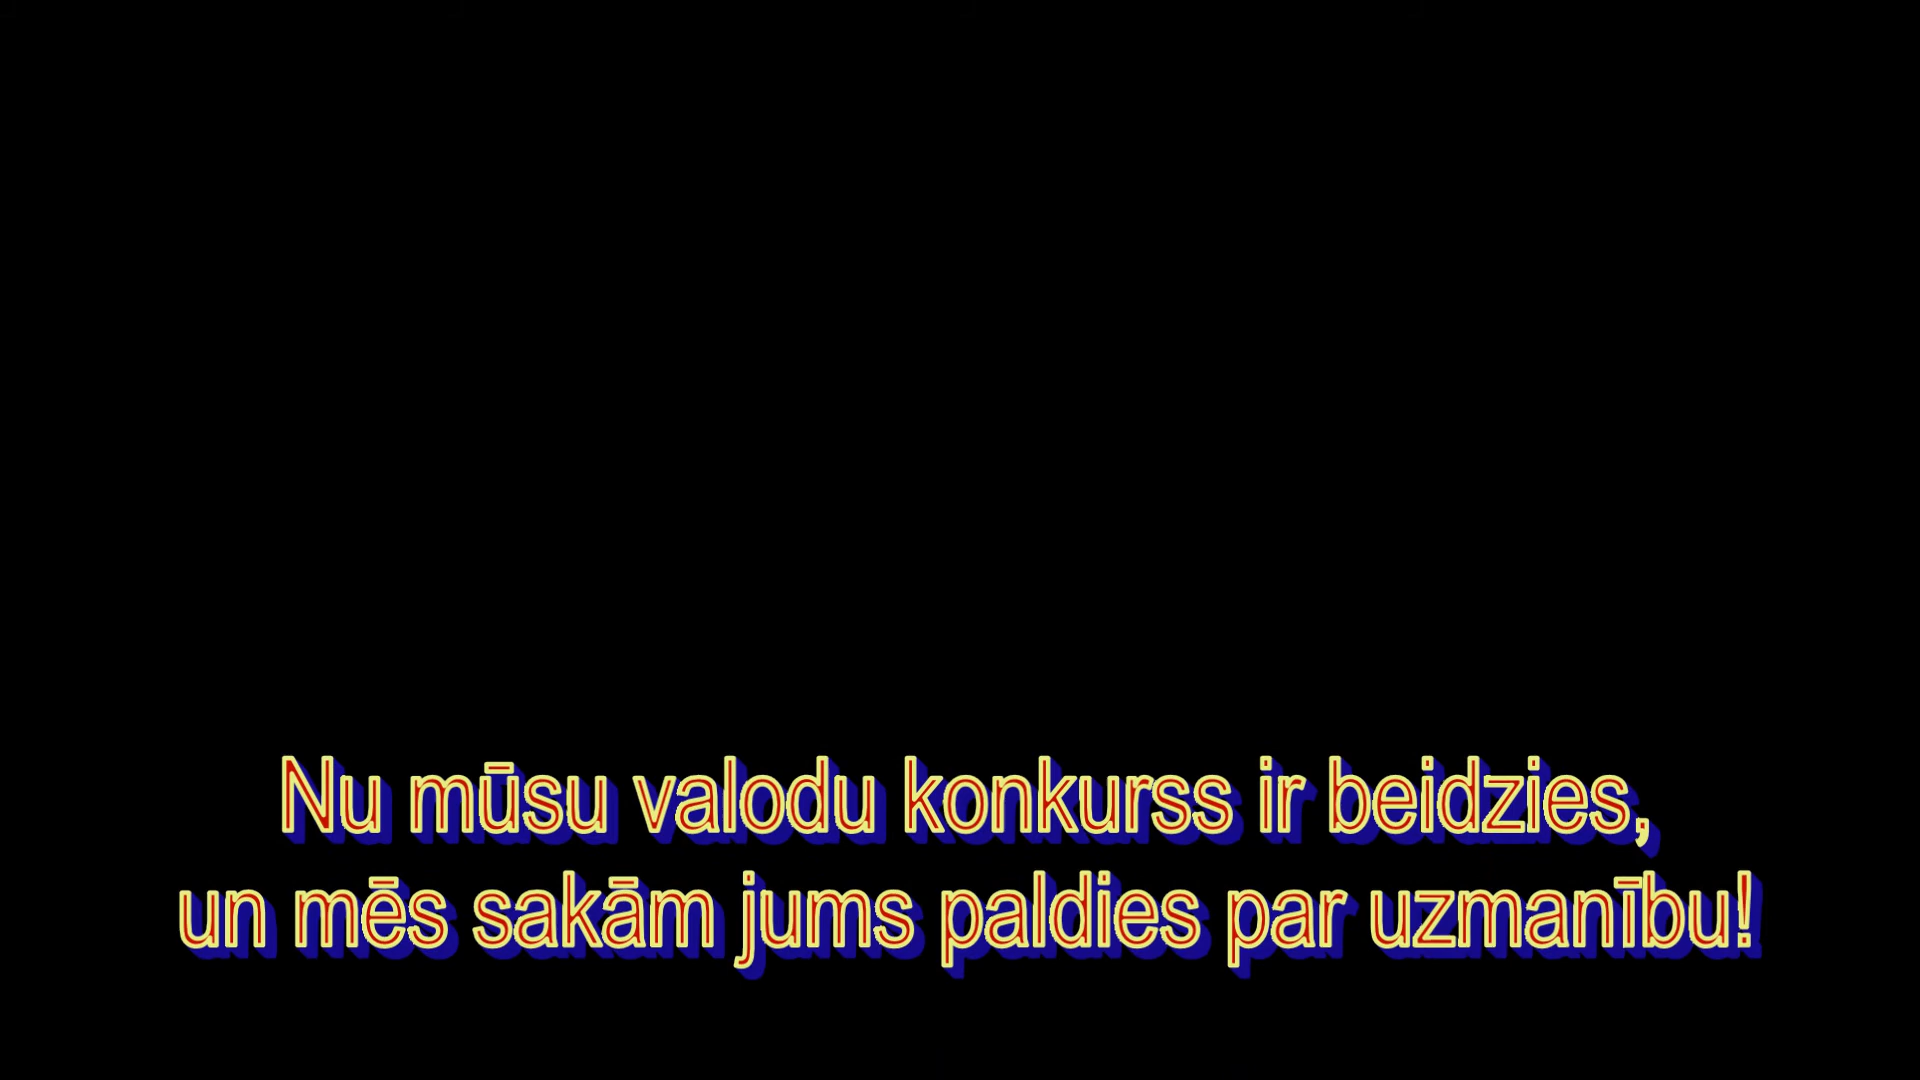 Nu mūsu valodu konkurss ir beidzies,
un mēs sakām jums paldies par uzmanību!